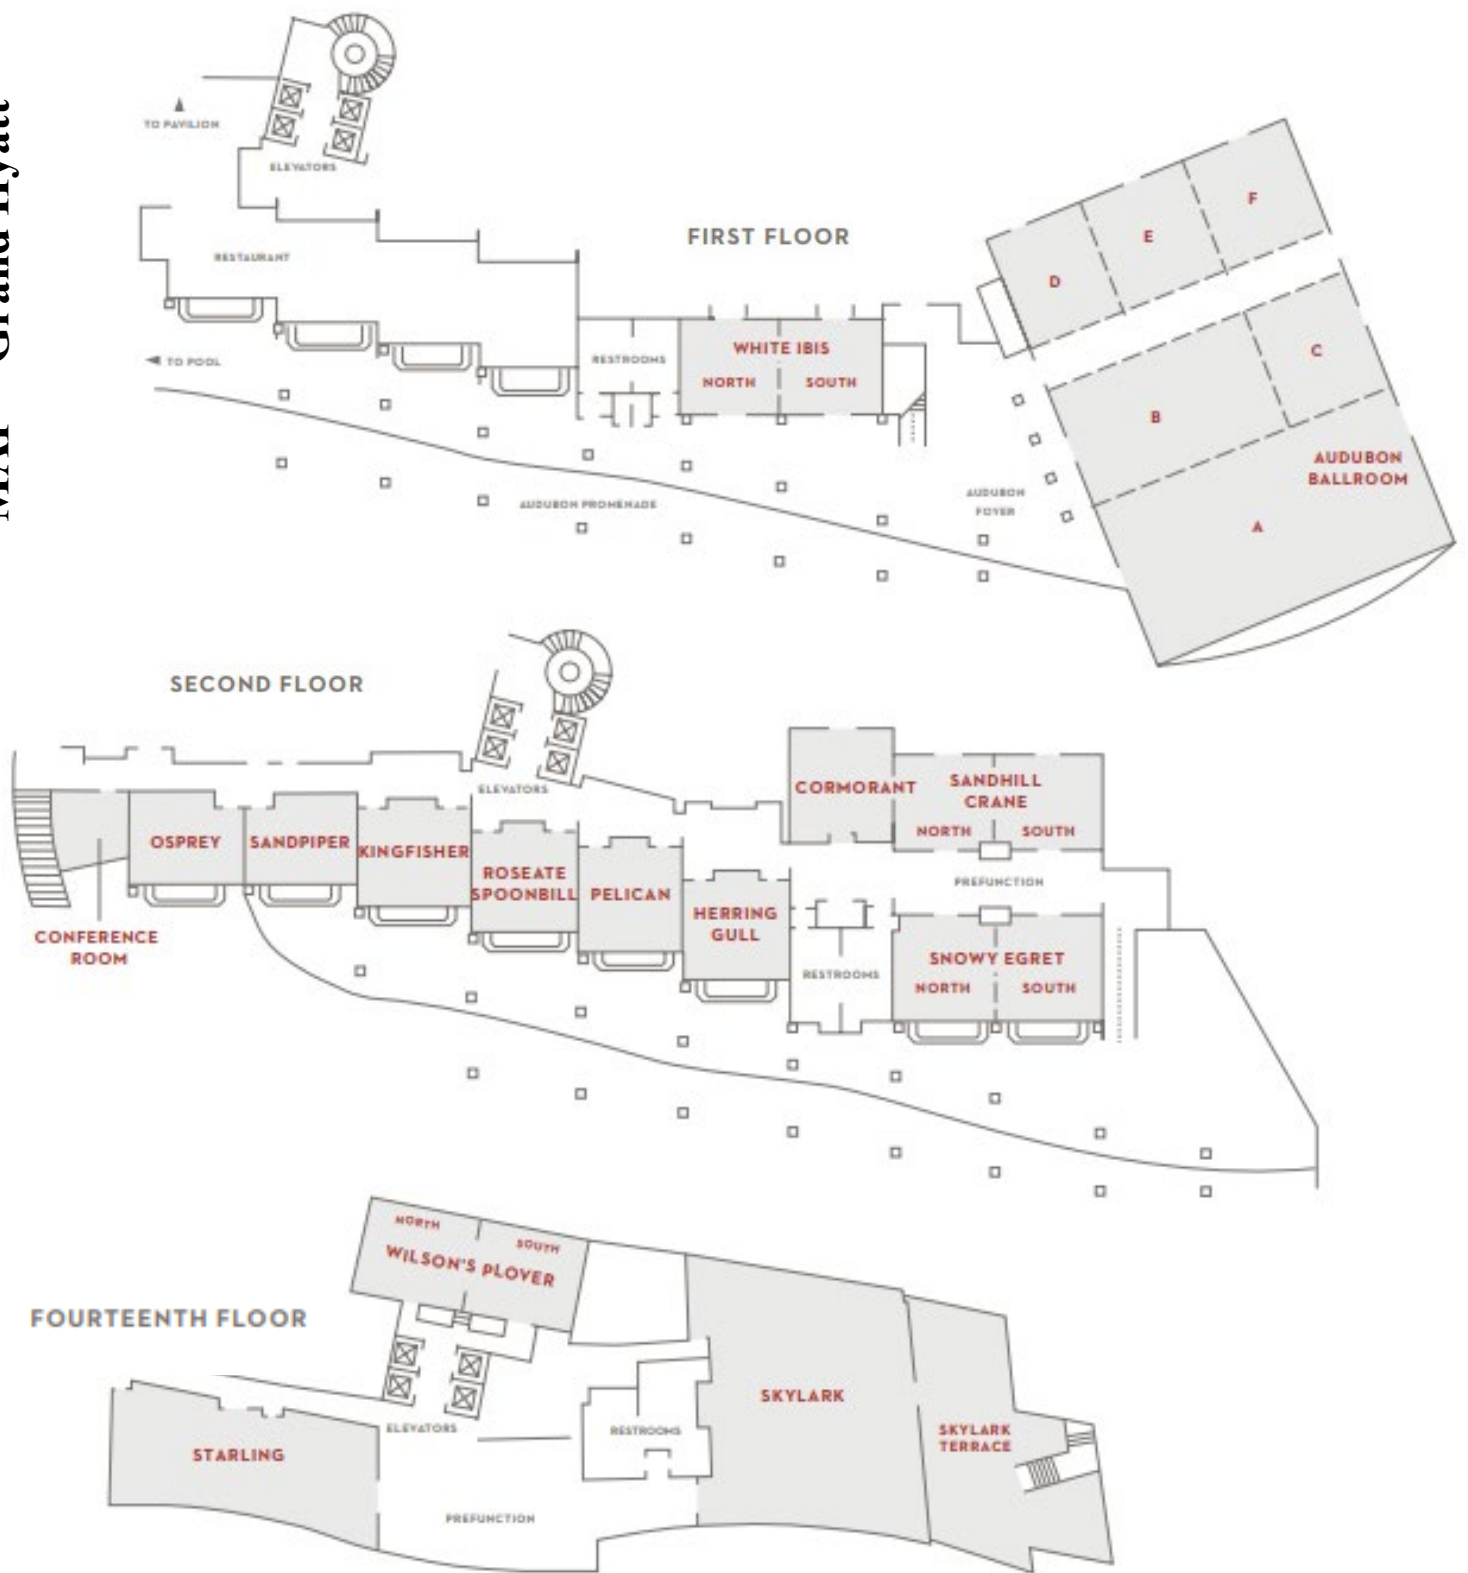 MAP Grand Hyatt
TO PAVILION
ELEVATORS
RESTAURANT
TO POOL
FIRST FLOOR
RESTROOMS
WHITE IBIS
NORTH SOUTH
AUDUBON PROMENADE
AUDUBON
FOYER
D
E
F
B
C
AUDUBON
BALLROOM
A
SECOND FLOOR
ELEVATORS
OSPREY
SANDPIPER
KINGFISHER
ROSEATE
SPOONBILL
PELICAN
HERRING
GULL
CONFERENCE
ROOM
CORMORANT
SANDHILL
CRANE
NORTH SOUTH
PREFUNCTION
RESTROOMS
SNOWY EGRET
NORTH SOUTH
FOURTEENTH FLOOR
NORTH
SOUTH
WILSON'S PLOVER
ELEVATORS
STARLING
PREFUNCTION
RESTROOMS
SKYLARK
SKYLARK
TERRACE